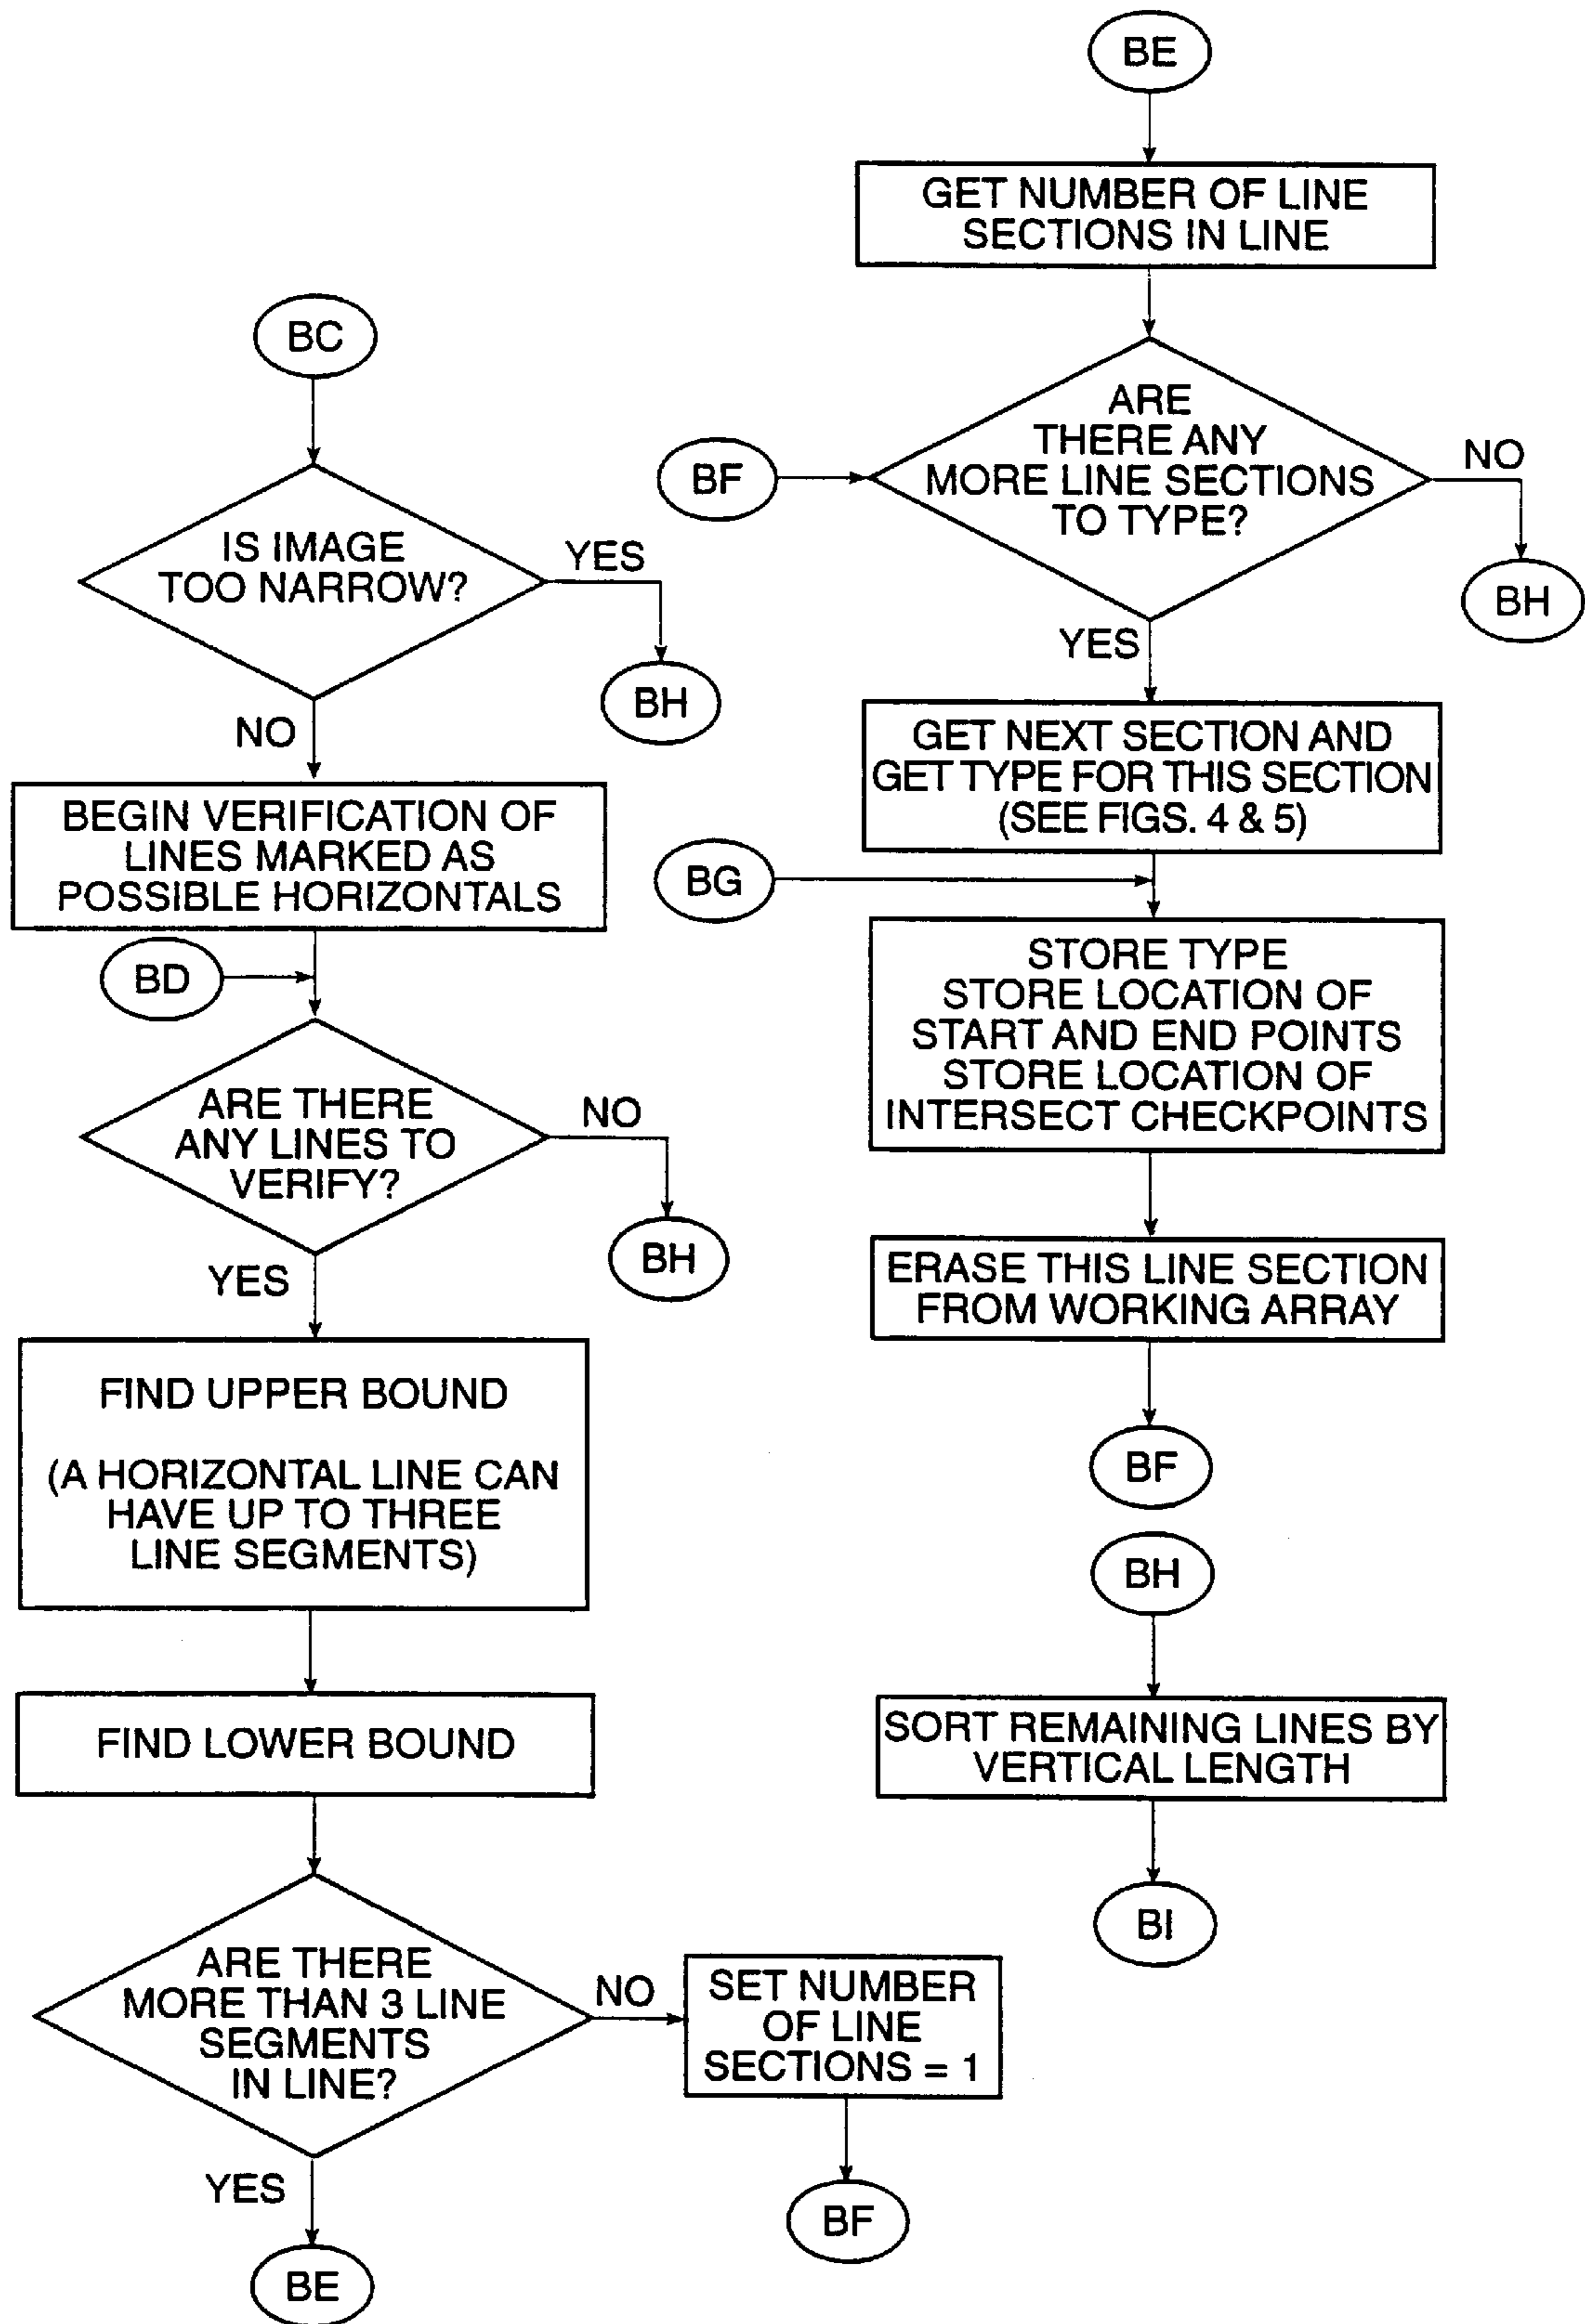 BC
IS IMAGE
TOO NARROW?
YES
BH
NO
BEGIN VERIFICATION OF
LINES MARKED AS
POSSIBLE HORIZONTALS
BD
ARE THERE
ANY LINES TO
VERIFY?
NO
BH
YES
FIND UPPER BOUND
(A HORIZONTAL LINE CAN
HAVE UP TO THREE
LINE SEGMENTS)
FIND LOWER BOUND
ARE THERE
MORE THAN 3 LINE
SEGMENTS
IN LINE?
NO
SET NUMBER
OF LINE
SECTIONS = 1
BF
YES
BE
BE
GET NUMBER OF LINE
SECTIONS IN LINE
BF
ARE
THERE ANY
MORE LINE SECTIONS
TO TYPE?
NO
BH
YES
GET NEXT SECTION AND
GET TYPE FOR THIS SECTION
(SEE FIGS. 4 & 5)
BG
STORE TYPE
STORE LOCATION OF
START AND END POINTS
STORE LOCATION OF
INTERSECT CHECKPOINTS
ERASE THIS LINE SECTION
FROM WORKING ARRAY
BF
BH
SORT REMAINING LINES BY
VERTICAL LENGTH
BI